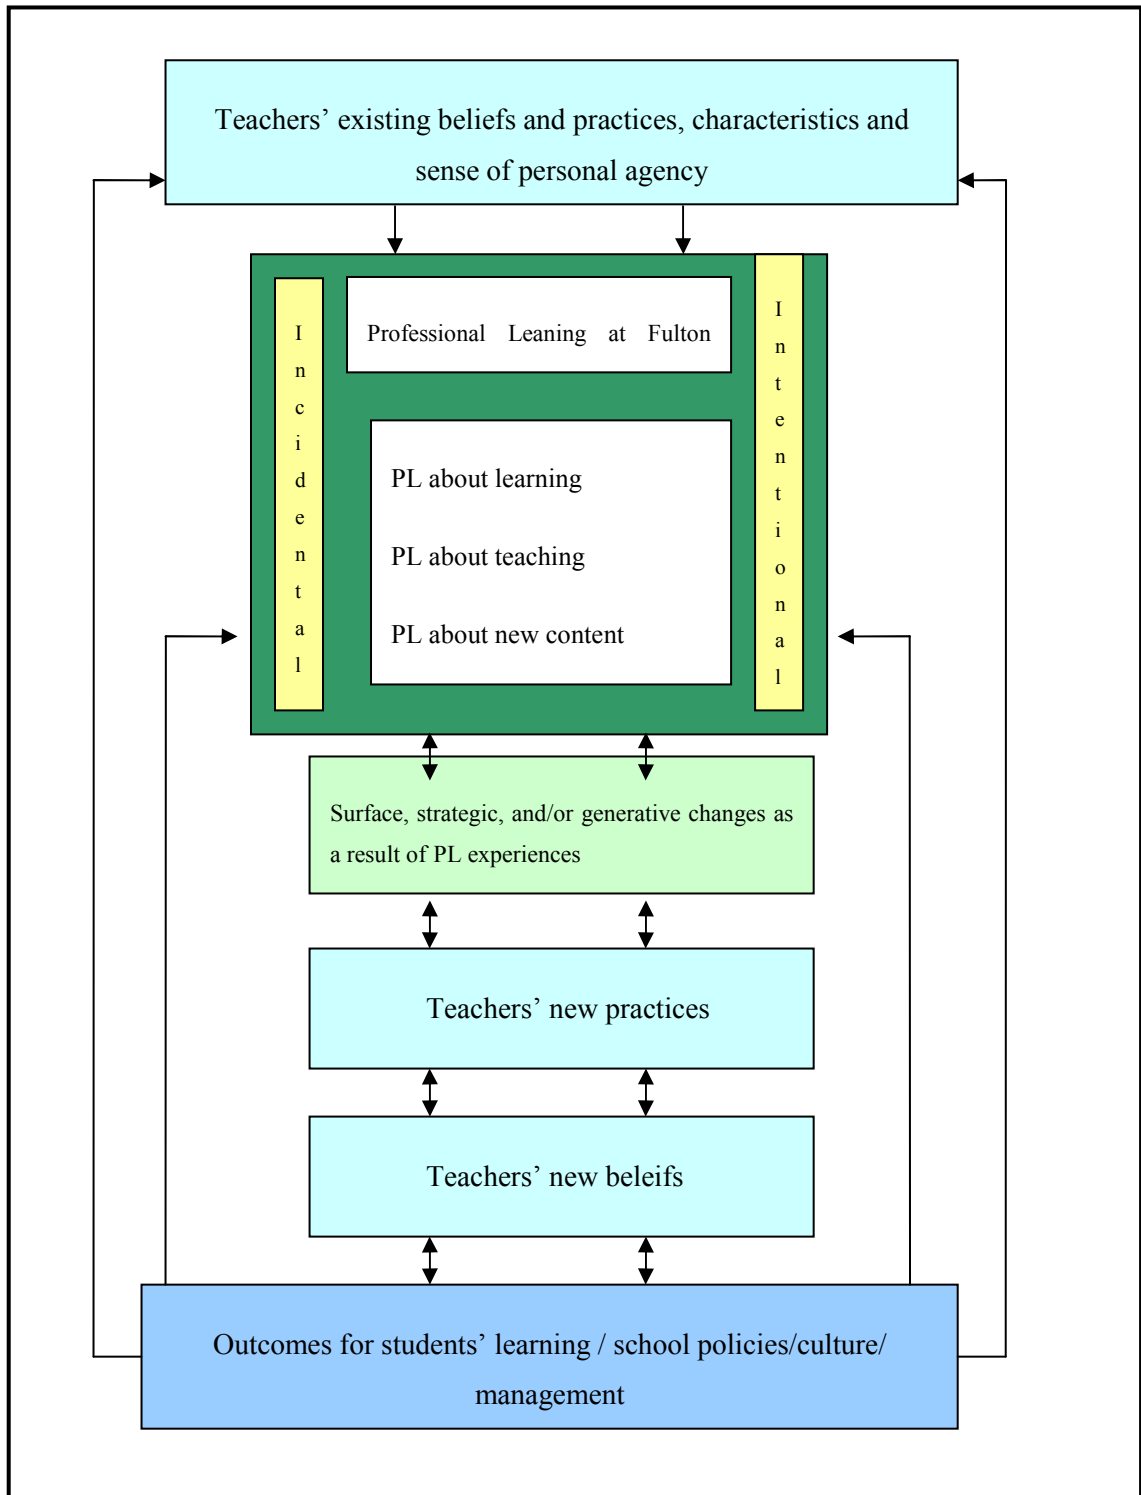 Teachers’ existing beliefs and practices, characteristics and
sense of personal agency
Incidental
Professional Leaning at Fulton
Intentional
PL about learning
PL about teaching
PL about new content
Surface, strategic, and/or generative changes as
a result of PL experiences
Teachers’ new practices
Teachers’ new beleifs
Outcomes for students’ learning / school policies/culture/
management